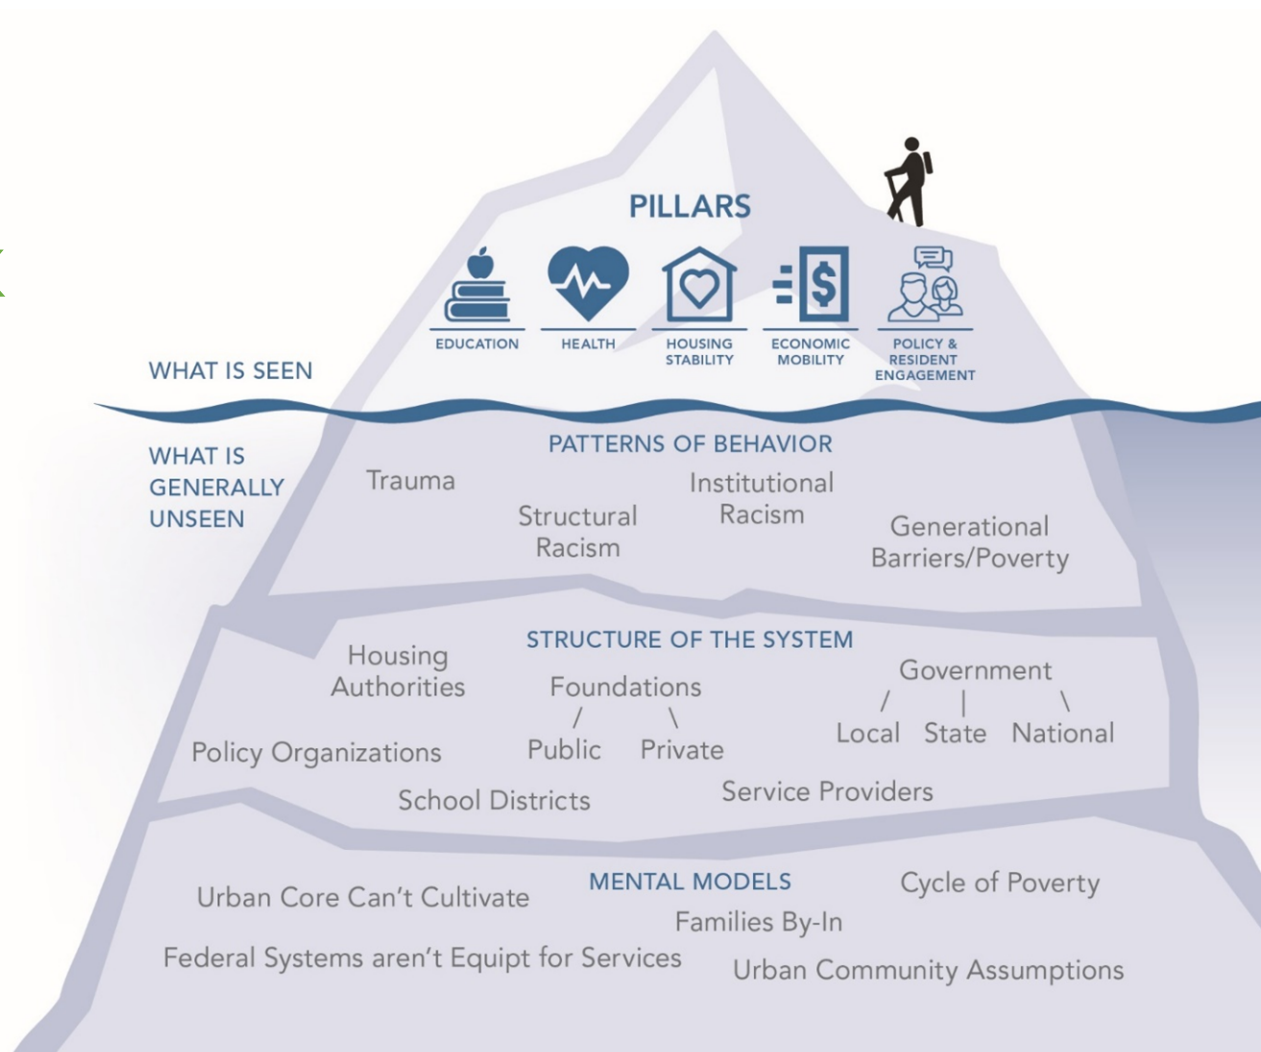 PILLARS
EDUCATION
HEALTH
HOUSING
STABILITY
ECONOMIC
MOBILITY
POLICY &
RESIDENT
ENGAGEMENT
WHAT IS SEEN
WHAT IS
GENERALLY
UNSEEN
PATTERNS OF BEHAVIOR
Trauma
Structural
Racism
Institutional
Racism
Generational
Barriers/Poverty
STRUCTURE OF THE SYSTEM
Housing
Authorities
Foundations
Public Private
Government
Local State National
Policy Organizations
School Districts
Service Providers
MENTAL MODELS
Urban Core Can't Cultivate
Cycle of Poverty
Families By-In
Federal Systems aren't Equipt for Services
Urban Community Assumptions